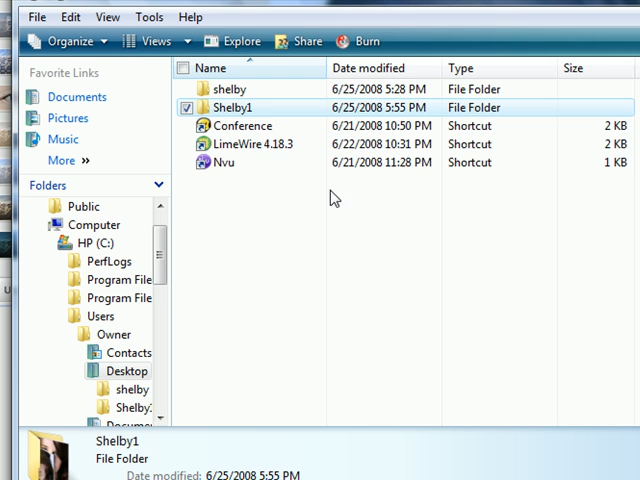 File Edit View Tools Help
Organize Views Explore Share Burn
Favorite Links
Documents
Pictures
Music
More »
Folders
Public
Computer
HP (C:)
PerfLogs
Program File
Program File
Users
Owner
Contacts
Desktop
shelby
Shelby1
Name Date modified Type Size
shelby 6/25/2008 5:28 PM File Folder
Shelby1 6/25/2008 5:55 PM File Folder
Conference 6/21/2008 10:50 PM Shortcut 2 KB
LimeWire 4.18.3 6/22/2008 10:31 PM Shortcut 2 KB
Nvu 6/21/2008 11:28 PM Shortcut 1 KB
Shelby1
File Folder
Date modified: 6/25/2008 5:55 PM